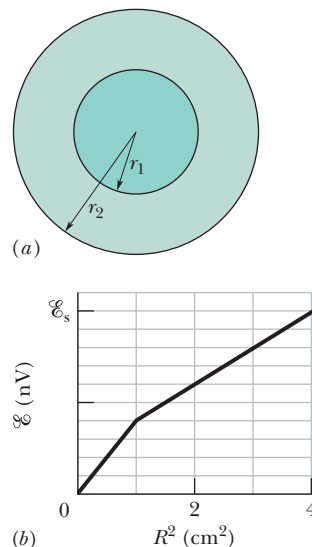 r₁
r₂
(a)
ℰₛ
ℰ (nV)
0
2
4
(b)
R² (cm²)